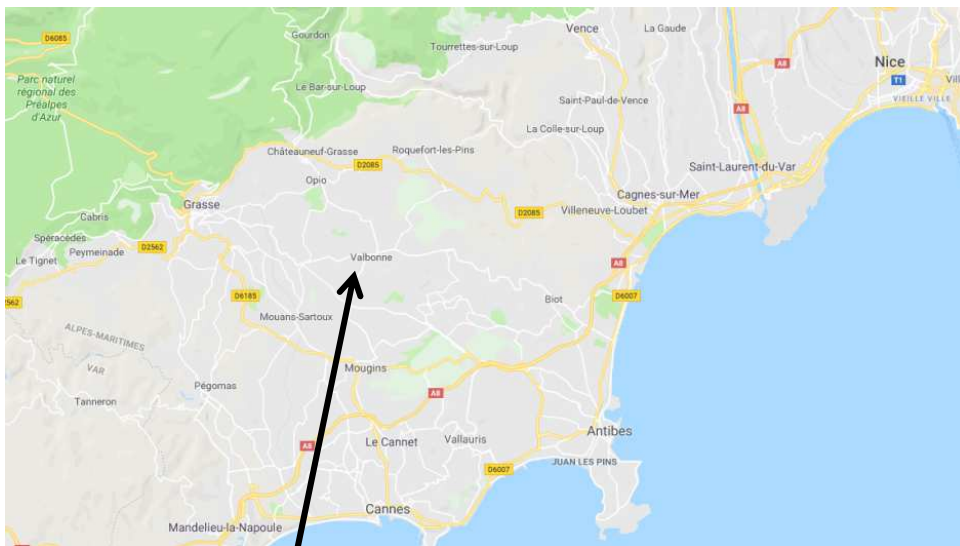 D6085
Gourdon
Vence
La Gaude
Tourrettes-sur-Loup
A8
Nice
Parc naturel
régional des
Préalpes
d'Azur
Le Bar-sur-Loup
T1
VIEILLE VILLE
Saint-Paul-de-Vence
A8
La Colle-sur-Loup
Châteauneuf-Grasse
Roquefort-les-Pins
D2085
Saint-Laurent-du-Var
Opio
Cagnes-sur-Mer
Grasse
D2085
Villeneuve-Loubet
Cabris
Spéracèdes
Peymeinade
D2562
Le Tignet
Valbonne
A8
D6185
Biot
D6007
2562
Mouans-Sartoux
ALPES-MARITIMES
VAR
Mougins
Pégomas
A8
Tanneron
Antibes
A8
Le Cannet
Vallauris
JUAN LES PINS
D6007
Cannes
Mandelieu-la-Napoule